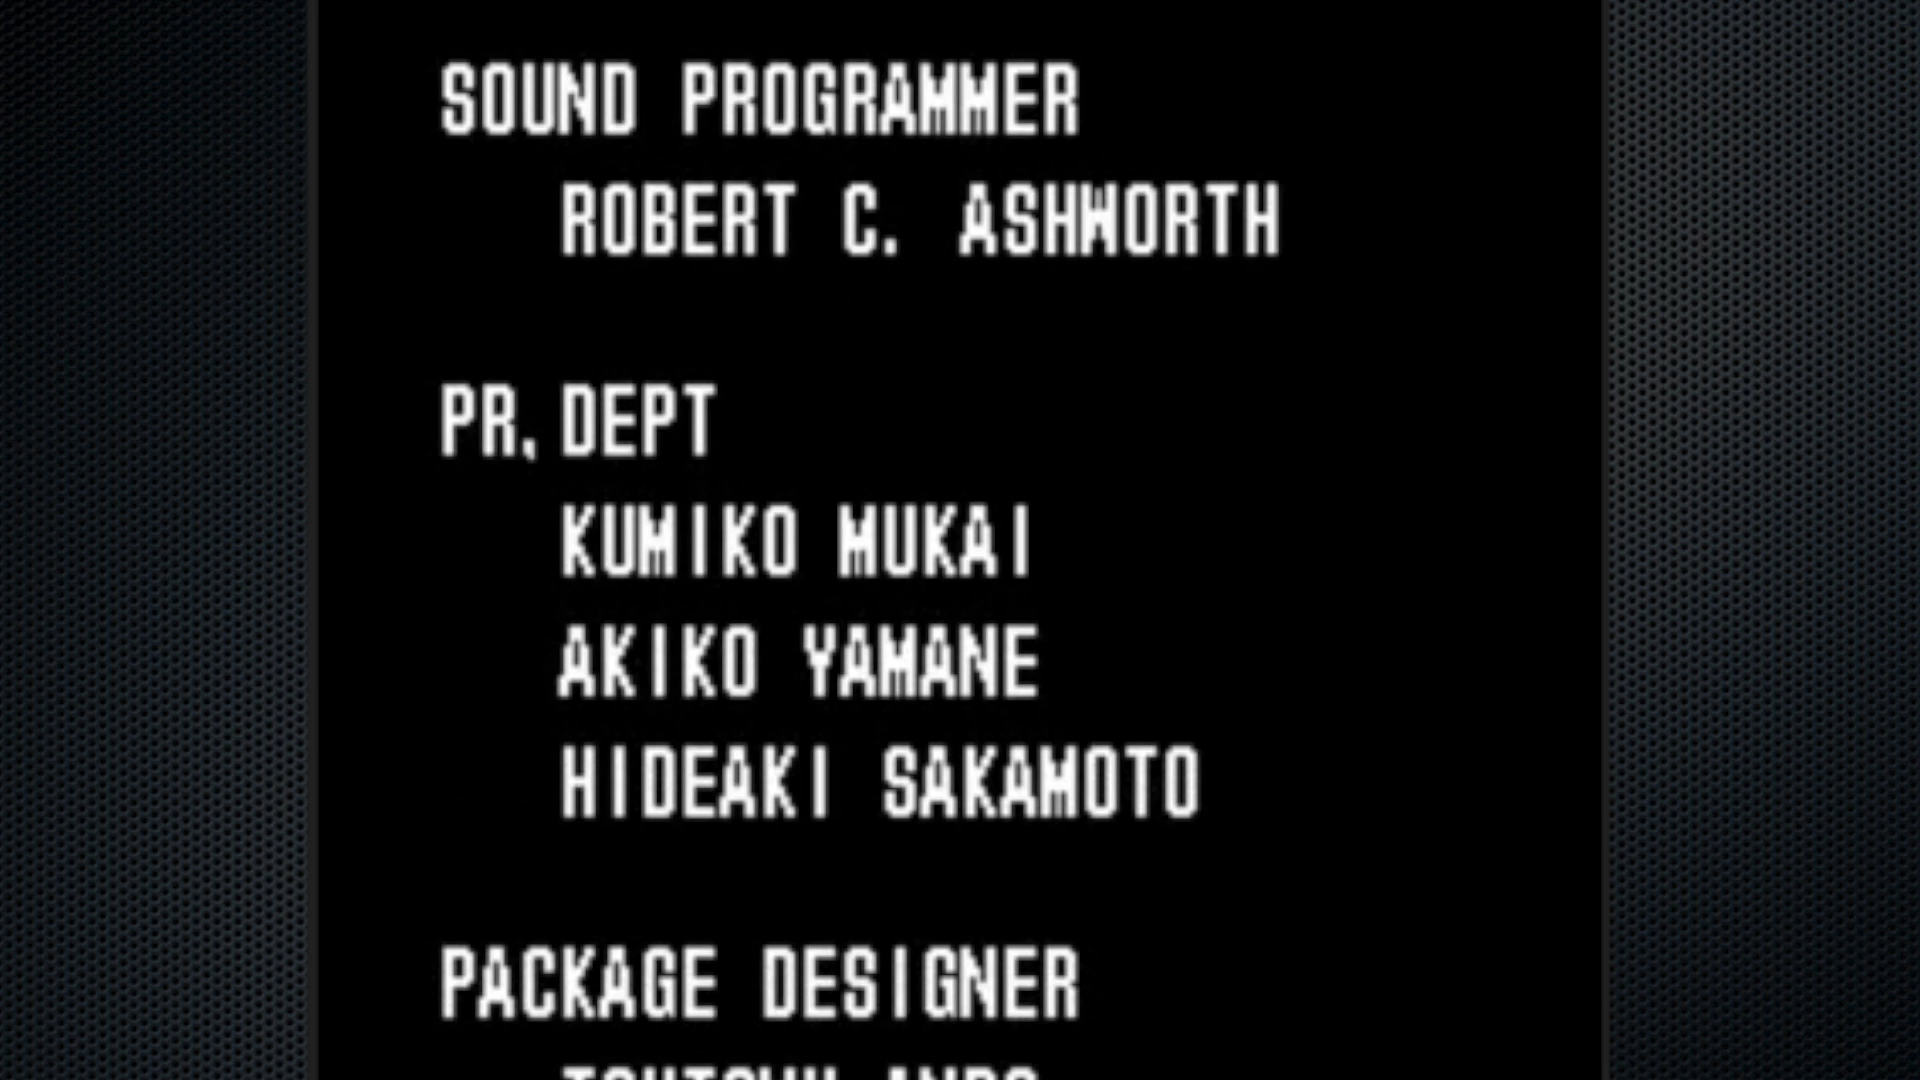 SOUND PROGRAMMER
ROBERT C. ASHWORTH
PR, DEPT
KUMIKO MUKAI
AKIKO YAMANE
HIDEAKI SAKAMOTO
PACKAGE DESIGNER